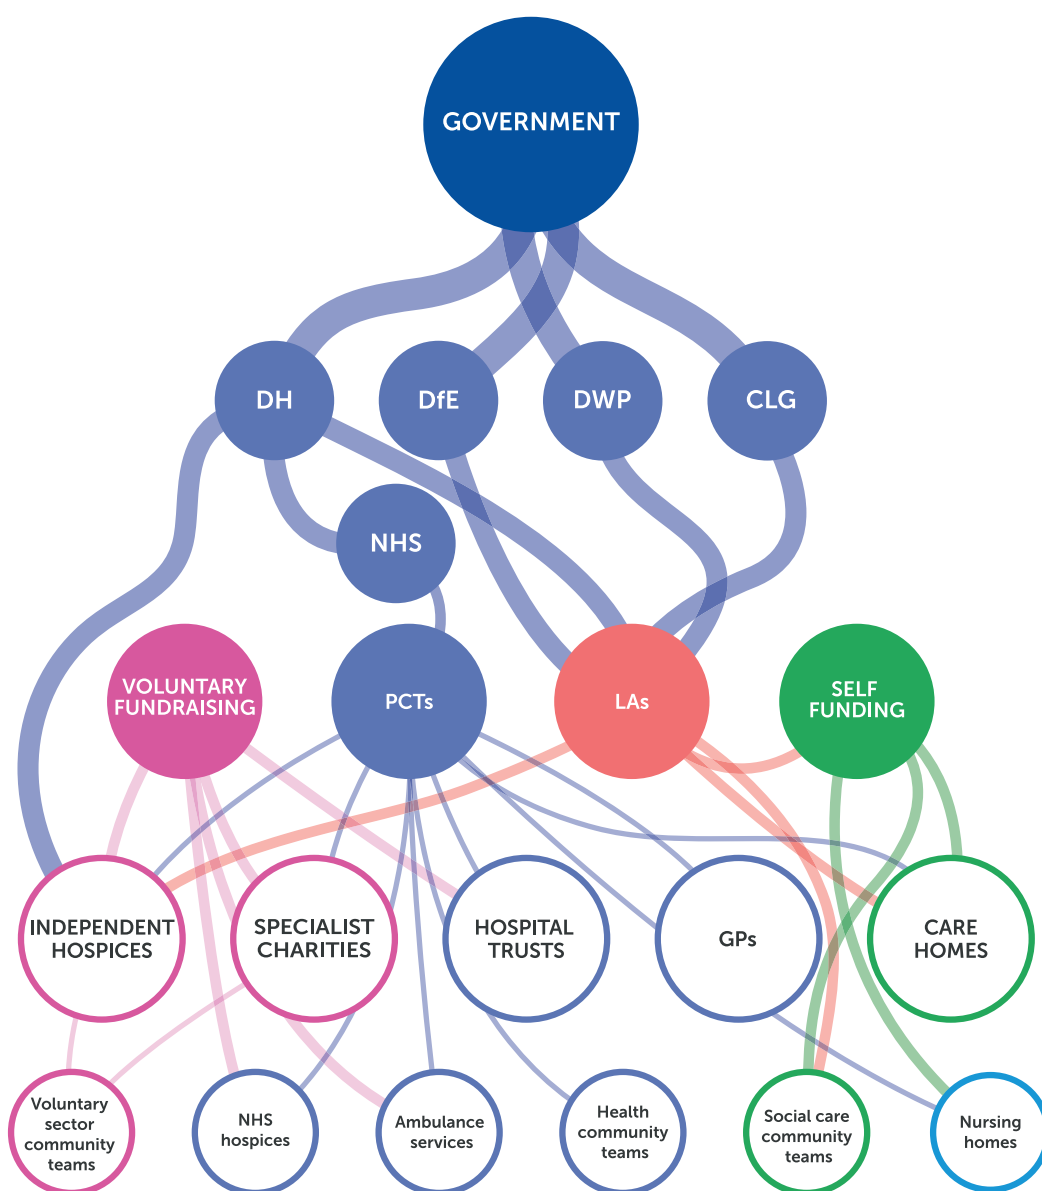 GOVERNMENT
DH
DfE
DWP
CLG
NHS
VOLUNTARY
FUNDRAISING
PCTs
LAs
SELF
FUNDING
INDEPENDENT
HOSPICES
SPECIALIST
CHARITIES
HOSPITAL
TRUSTS
GPs
CARE
HOMES
Voluntary
sector
community
teams
NHS
hospices
Ambulance
services
Health
community
teams
Social care
community
teams
Nursing
homes